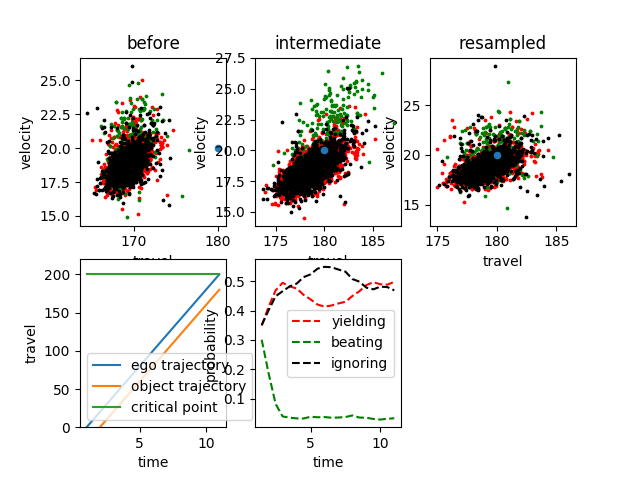 before
intermediate
resampled
velocity
25.0
22.5
20.0
17.5
15.0
170
180
velocity
27.5
25.0
22.5
20.0
17.5
15.0
175
180
185
velocity
25
20
15
175
180
185
travel
travel
travel
travel
200
150
100
50
0
5
10
time
ego trajectory
object trajectory
critical point
probability
0.5
0.4
0.3
0.2
0.1
5
10
time
yielding
beating
ignoring